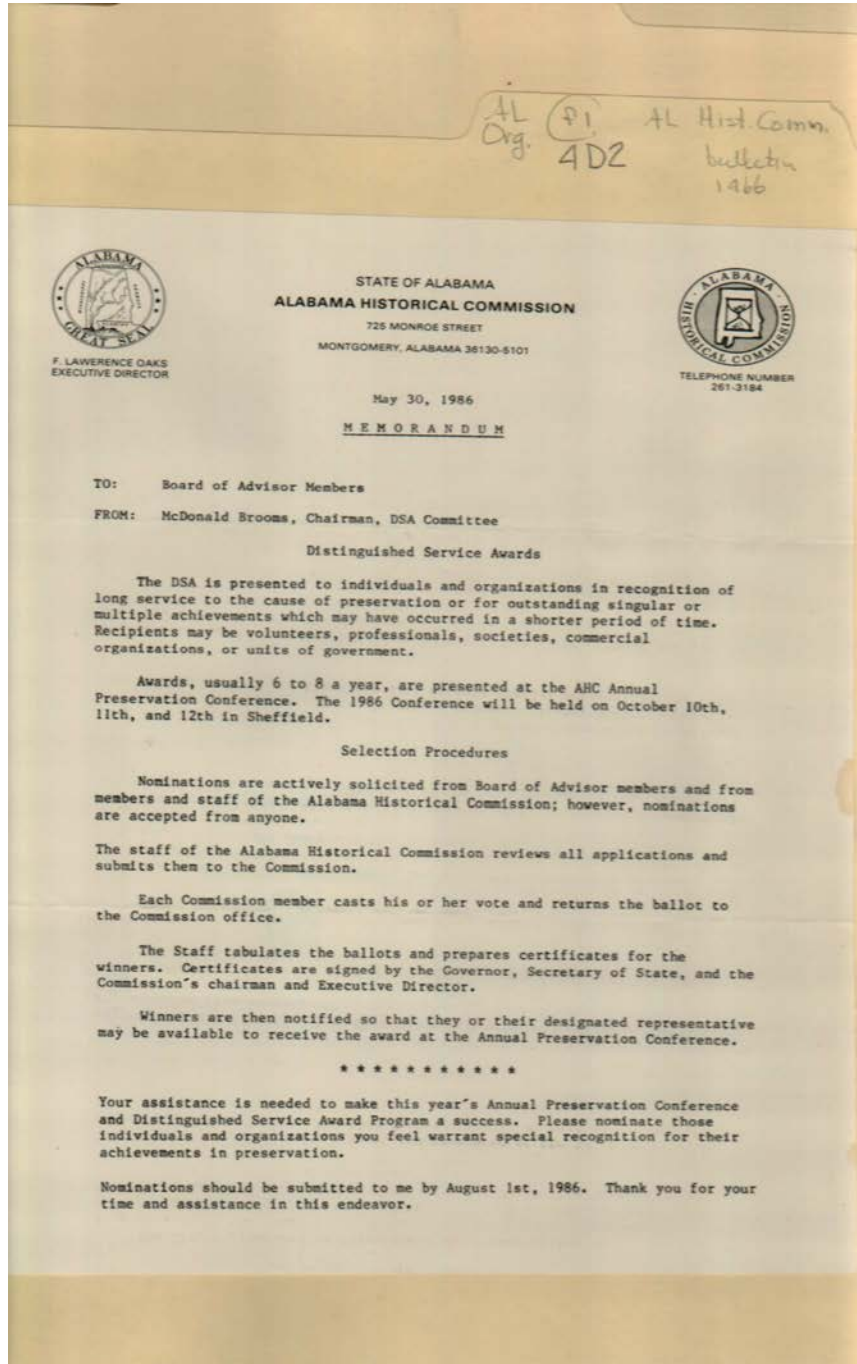 AL AL Hist. Comm.
Org.
4D2 bulletin
ALABAMA
GREAT SEAL
F. LAWERENCE OAKS
EXECUTIVE DIRECTOR
STATE OF ALABAMA
ALABAMA HISTORICAL COMMISSION
725 MONROE STREET
MONTGOMERY, ALABAMA 36130-5101
ALABAMA
HISTORICAL COMMISSION
TELEPHONE NUMBER
261-3184
May 30, 1986
MEMORANDUM
TO: Board of Advisor Members
FROM: McDonald Brooms, Chairman, DSA Committee
Distinguished Service Awards
The DSA is presented to individuals and organizations in recognition of
long service to the cause of preservation or for outstanding singular or
multiple achievements which may have occurred in a shorter period of time.
Recipients may be volunteers, professionals, societies, commercial
organizations, or units of government.
Awards, usually 6 to 8 a year, are presented at the AHC Annual
Preservation Conference. The 1986 Conference will be held on October 10th,
11th, and 12th in Sheffield.
Selection Procedures
Nominations are actively solicited from Board of Advisor members and from
members and staff of the Alabama Historical Commission; however, nominations
are accepted from anyone.
The staff of the Alabama Historical Commission reviews all applications and
submits them to the Commission.
Each Commission member casts his or her vote and returns the ballot to
the Commission office.
The Staff tabulates the ballots and prepares certificates for the
winners. Certificates are signed by the Governor, Secretary of State, and the
Commission's chairman and Executive Director.
Winners are then notified so that they or their designated representative
may be available to receive the award at the Annual Preservation Conference.
* * * * * * * * * * *
Your assistance is needed to make this year's Annual Preservation Conference
and Distinguished Service Award Program a success. Please nominate those
individuals and organizations you feel warrant special recognition for their
achievements in preservation.
Nominations should be submitted to me by August 1st, 1986. Thank you for your
time and assistance in this endeavor.